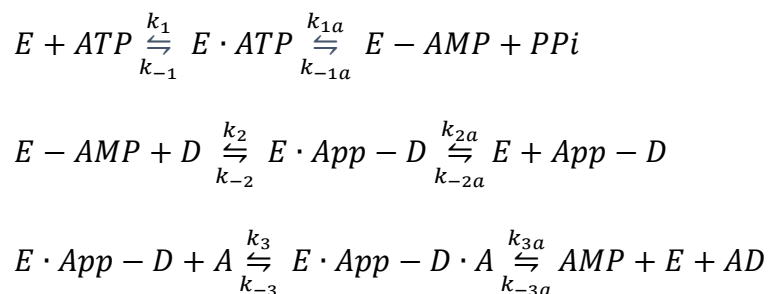 E + ATP k₁ ⇋ k₋₁ E · ATP k₁ₐ ⇋ k₋₁ₐ E − AMP + PPi
E − AMP + D k₂ ⇋ k₋₂ E · App − D k₂ₐ ⇋ k₋₂ₐ E + App − D
E · App − D + A k₃ ⇋ k₋₃ E · App − D · A k₃ₐ ⇋ k₋₃ₐ AMP + E + AD